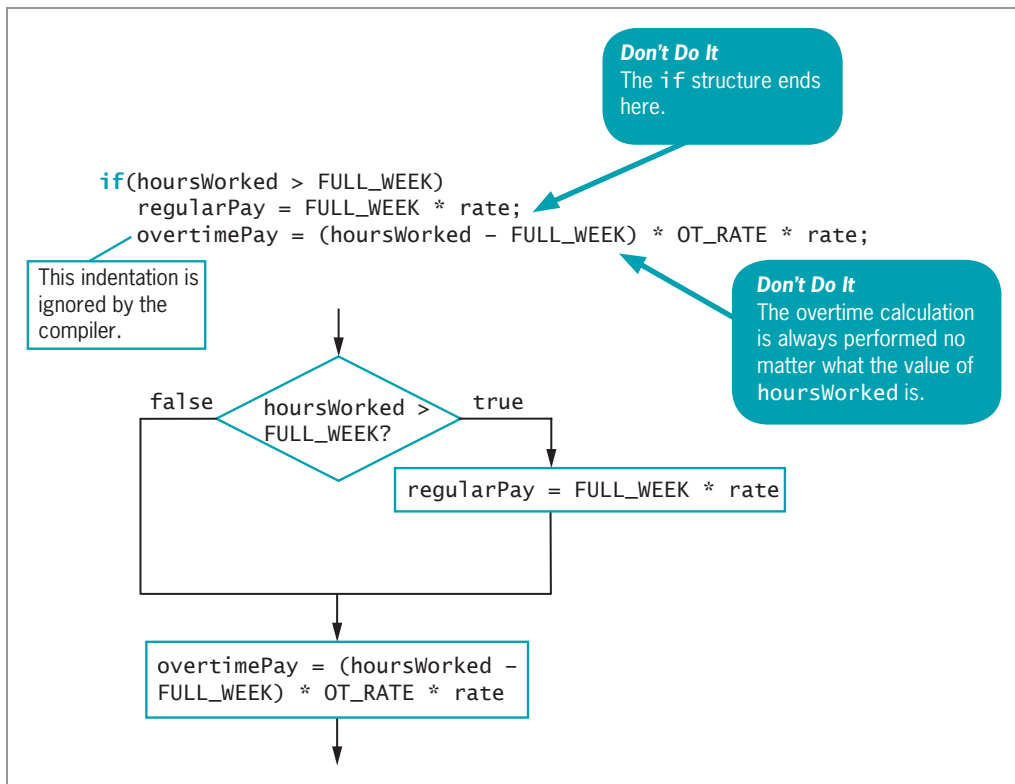 Don't Do It
The if structure ends
here.
if(hoursWorked > FULL_WEEK)
regularPay = FULL_WEEK * rate;
overtimePay = (hoursWorked – FULL_WEEK) * OT_RATE * rate;
This indentation is
ignored by the
compiler.
Don't Do It
The overtime calculation
is always performed no
matter what the value of
hoursWorked is.
false
hoursWorked >
FULL_WEEK?
true
regularPay = FULL_WEEK * rate
overtimePay = (hoursWorked –
FULL_WEEK) * OT_RATE * rate